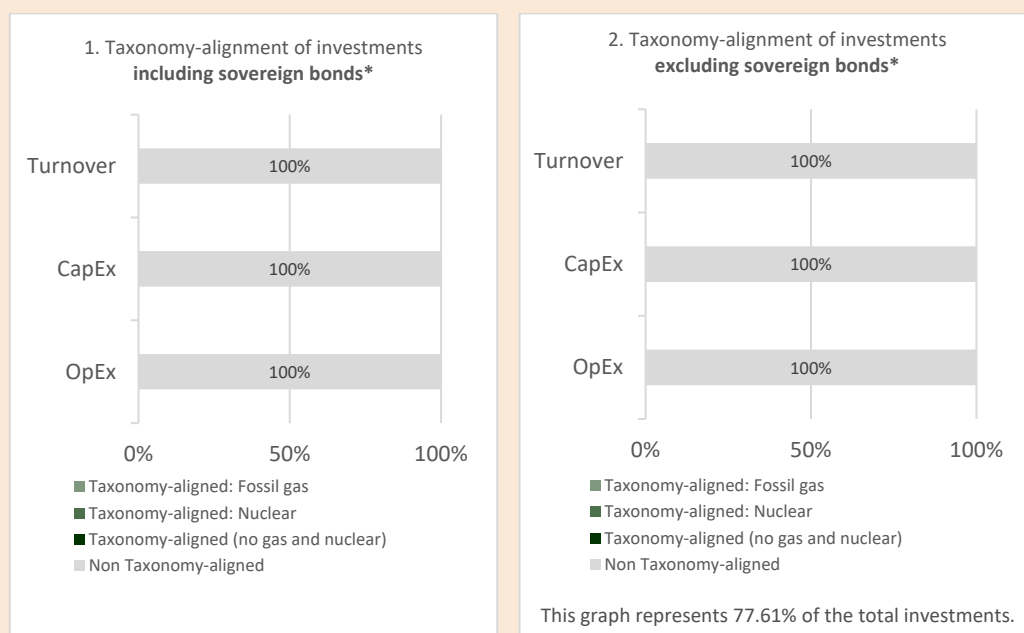 1. Taxonomy-alignment of investments
including sovereign bonds*
Turnover
100%
CapEx
100%
OpEx
100%
0%
50%
100%
Taxonomy-aligned: Fossil gas
Taxonomy-aligned: Nuclear
Taxonomy-aligned (no gas and nuclear)
Non Taxonomy-aligned
2. Taxonomy-alignment of investments
excluding sovereign bonds*
Turnover
100%
CapEx
100%
OpEx
100%
0%
50%
100%
Taxonomy-aligned: Fossil gas
Taxonomy-aligned: Nuclear
Taxonomy-aligned (no gas and nuclear)
Non Taxonomy-aligned
This graph represents 77.61% of the total investments.